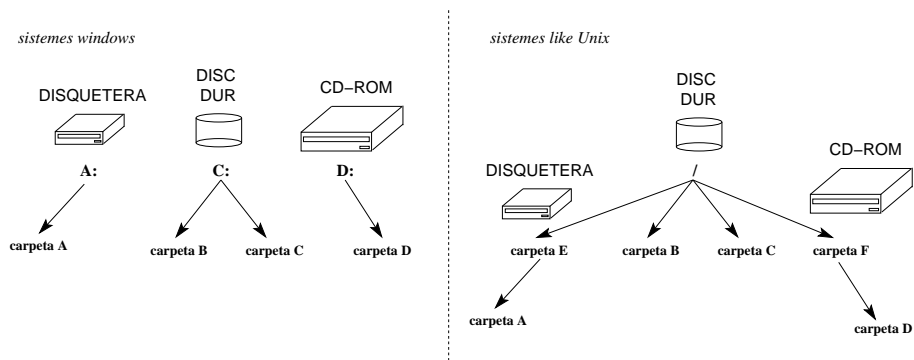 sistemes windows
DISQUETERA
DISC
DUR
CD–ROM
A:
C:
D:
carpeta A
carpeta B
carpeta C
carpeta D
sistemes like Unix
DISC
DUR
DISQUETERA
/
CD–ROM
carpeta E
carpeta B
carpeta C
carpeta F
carpeta A
carpeta D